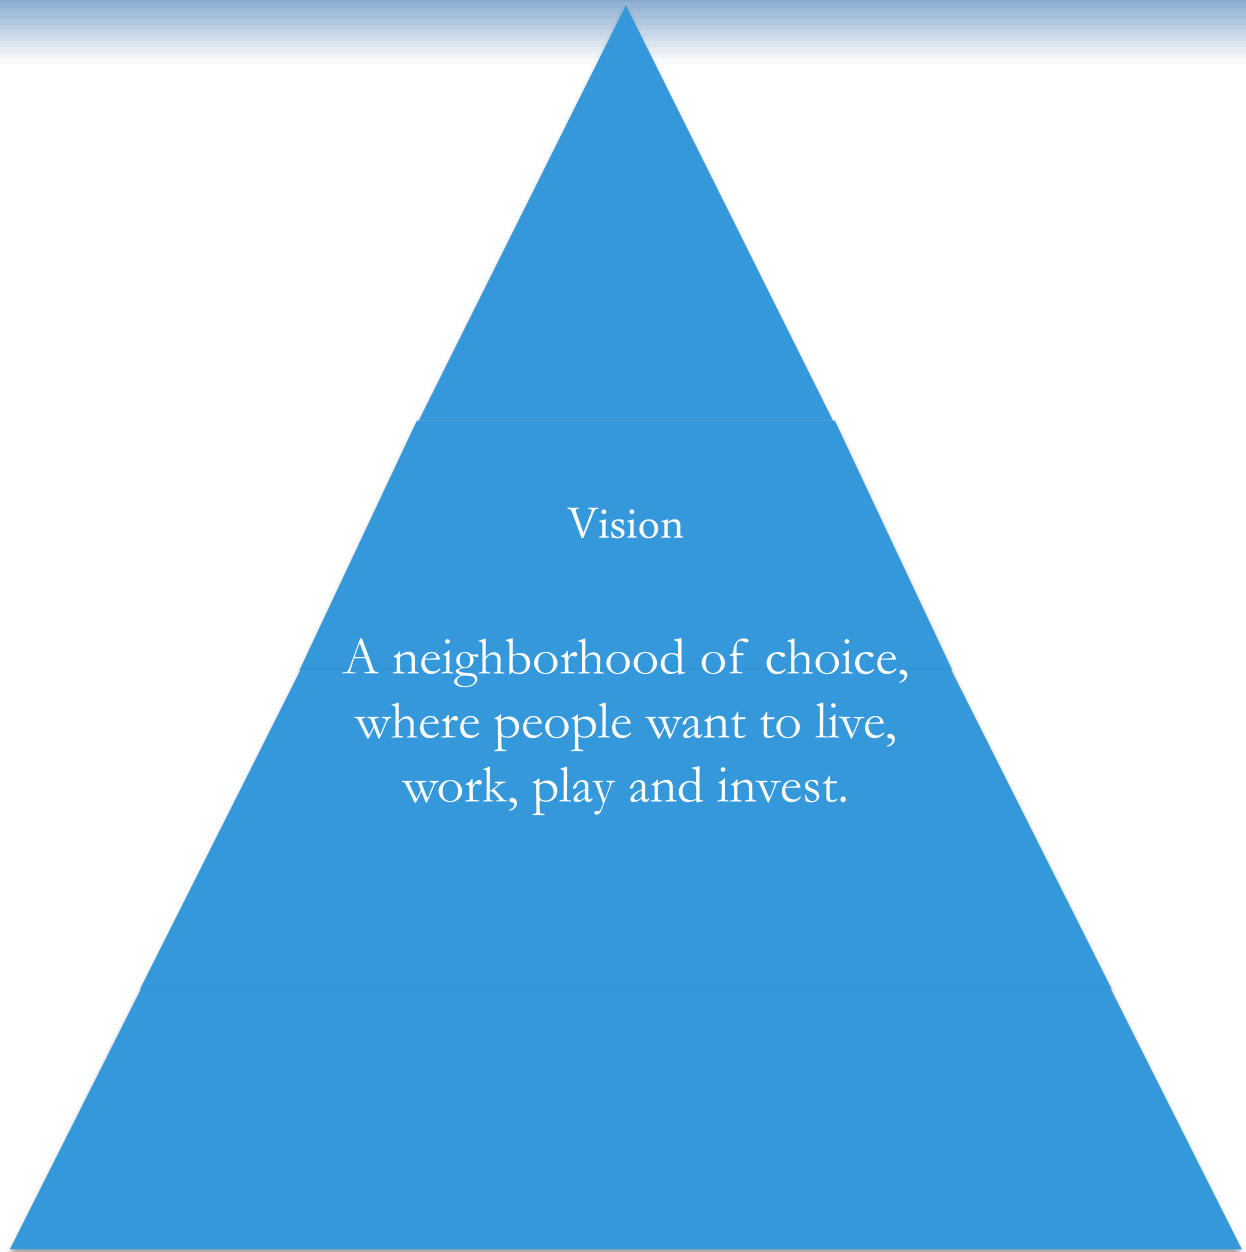 Vision
A neighborhood of choice,
where people want to live,
work, play and invest.